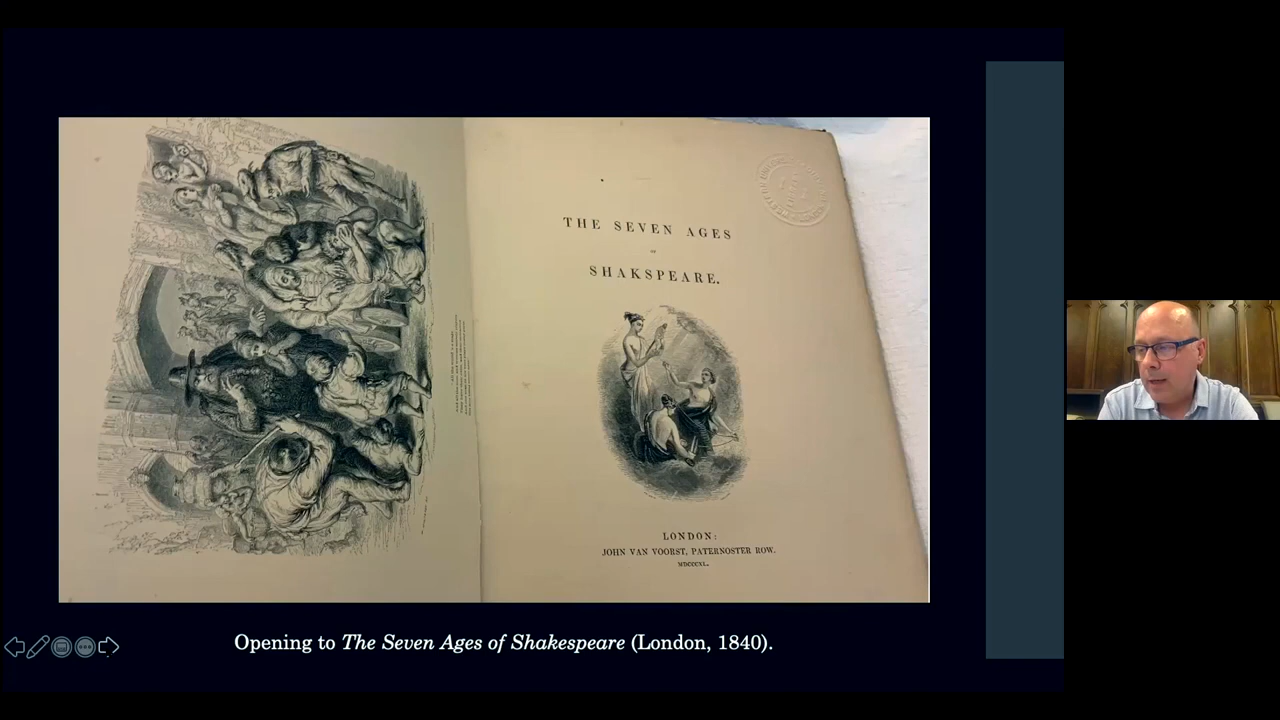 THE SEVEN AGES
OF
SHAKSPEARE.
LONDON:
JOHN VAN VOORST, PATERNOSTER ROW.
MDCCCXL.
Opening to The Seven Ages of Shakespeare (London, 1840).